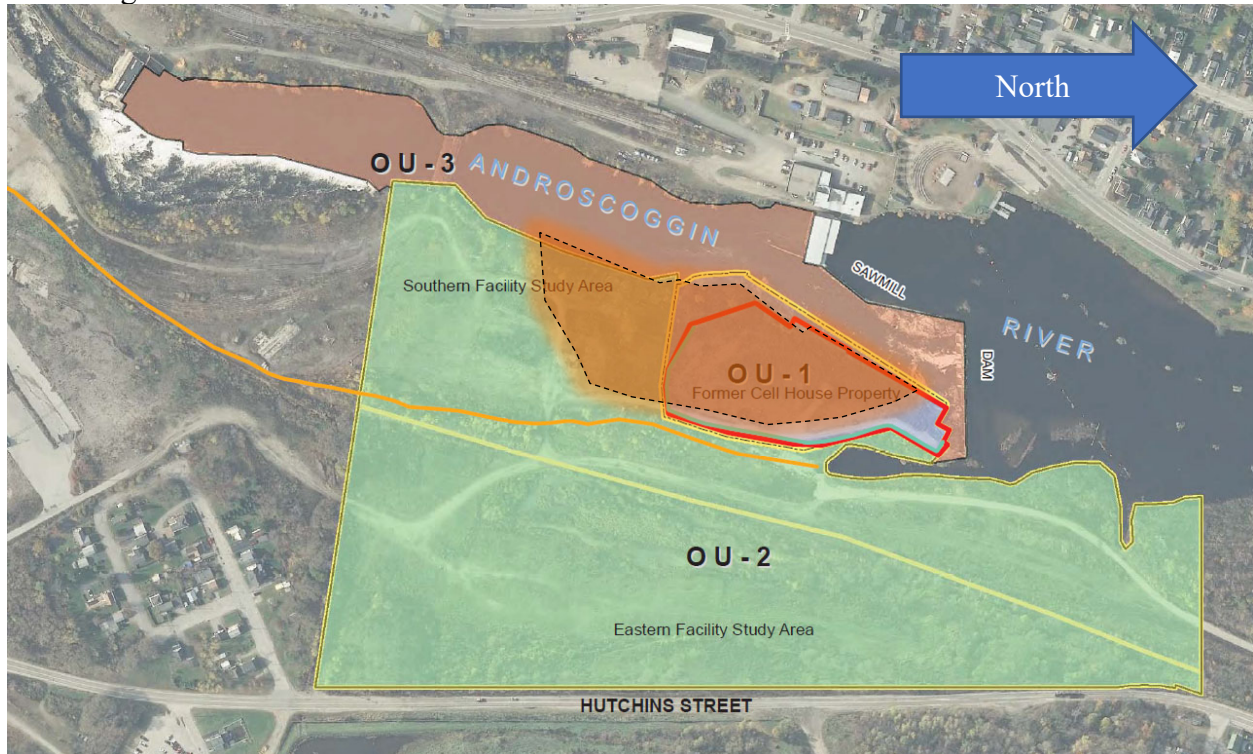 North
OU-3
ANDROSCOGGIN
SAWMILL
DAM
RIVER
Southern Facility Study Area
OU-1
Former Cell House Property
OU-2
Eastern Facility Study Area
HUTCHINS STREET